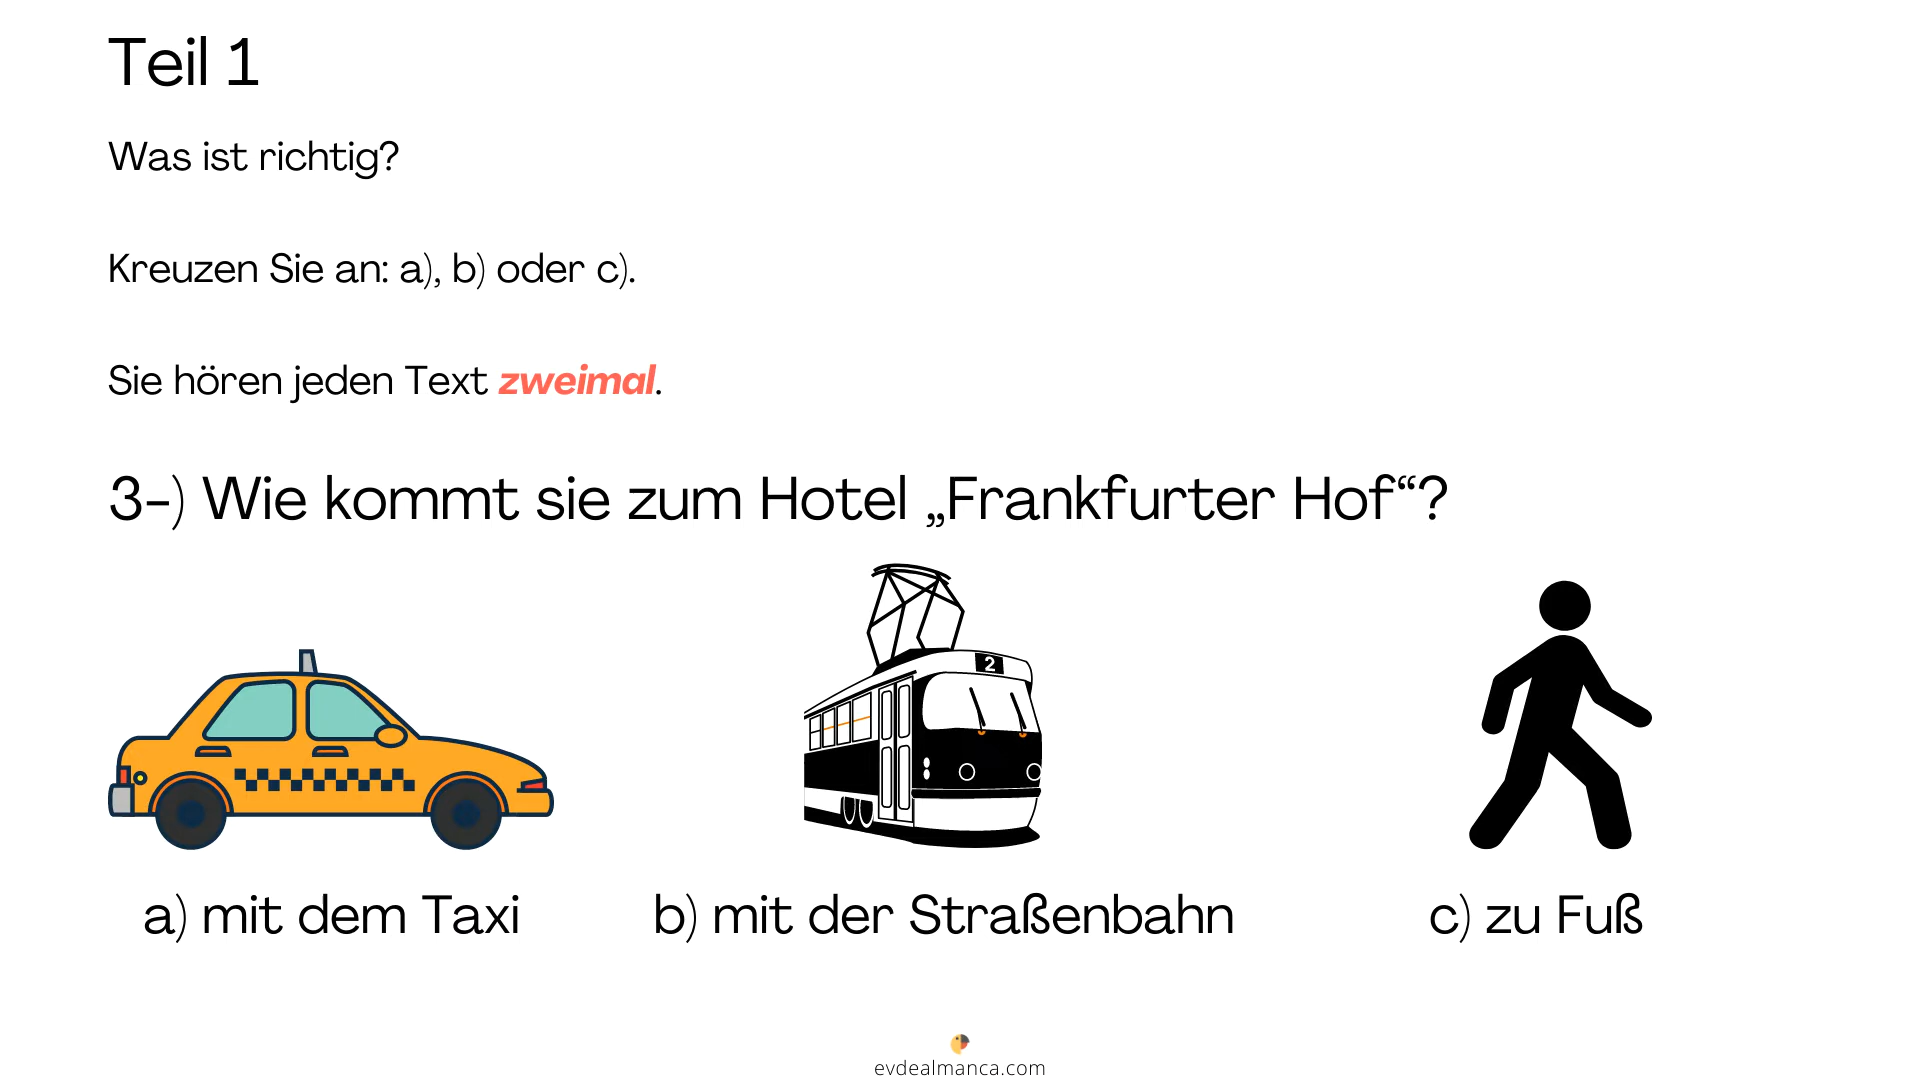 Teil 1
Was ist richtig?
Kreuzen Sie an: a), b) oder c).
Sie hören jeden Text zweimal.
3-) Wie kommt sie zum Hotel „Frankfurter Hof“?
2
a) mit dem Taxi
b) mit der Straßenbahn
c) zu Fuß
evdealmanca.com